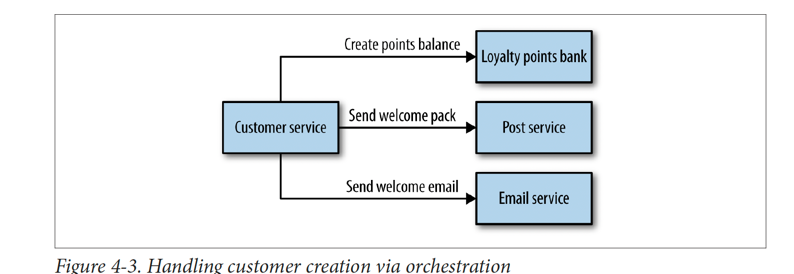 Create points balance
Loyalty points bank
Customer service
Send welcome pack
Post service
Send welcome email
Email service
Figure 4-3. Handling customer creation via orchestration